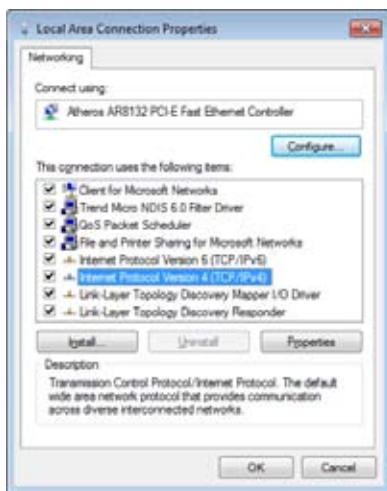 Local Area Connection Properties
Networking
Connect using:
Atheros AR8132 PCI-E Fast Ethernet Controller
Configure...
This connection uses the following items:
Client for Microsoft Networks
Trend Micro NDIS 6.0 Filter Driver
QoS Packet Scheduler
File and Printer Sharing for Microsoft Networks
Internet Protocol Version 6 (TCP/IPv6)
Internet Protocol Version 4 (TCP/IPv4)
Link-Layer Topology Discovery Mapper I/O Driver
Link-Layer Topology Discovery Responder
Install... Uninstall Properties
Description
Transmission Control Protocol/Internet Protocol. The default
wide area network protocol that provides communication
across diverse interconnected networks.
OK Cancel